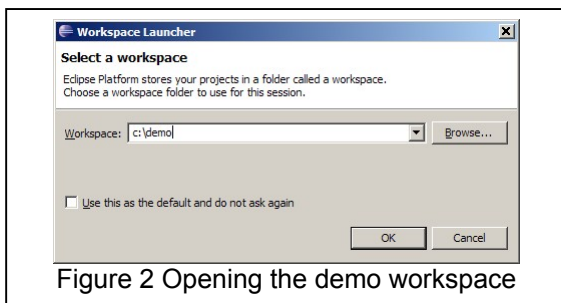 Workspace Launcher
Select a workspace
Eclipse Platform stores your projects in a folder called a workspace.
Choose a workspace folder to use for this session.
Workspace: c:\demo Browse...
Use this as the default and do not ask again
OK Cancel
Figure 2 Opening the demo workspace